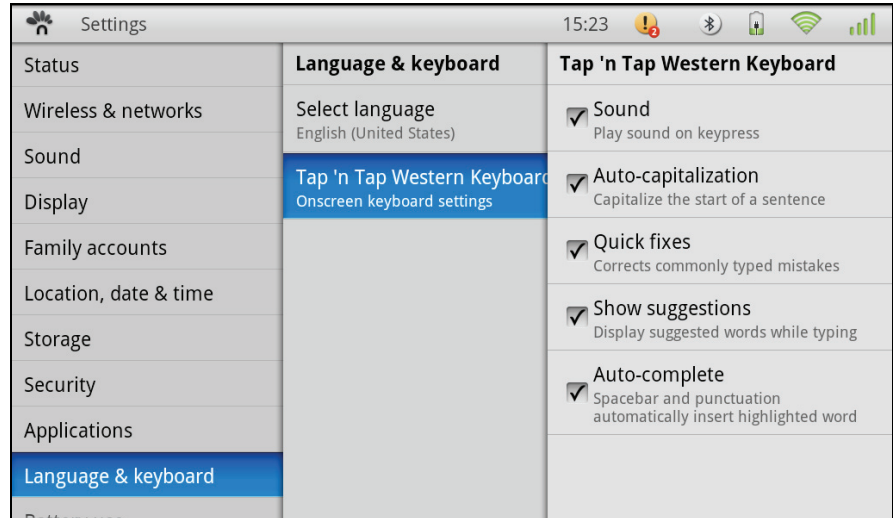 Settings
15:23
2
Status
Wireless & networks
Sound
Display
Family accounts
Location, date & time
Storage
Security
Applications
Language & keyboard
Language & keyboard
Select language
English (United States)
Tap 'n Tap Western Keyboard
Onscreen keyboard settings
Tap 'n Tap Western Keyboard
Sound
Play sound on keypress
Auto-capitalization
Capitalize the start of a sentence
Quick fixes
Corrects commonly typed mistakes
Show suggestions
Display suggested words while typing
Auto-complete
Spacebar and punctuation
automatically insert highlighted word